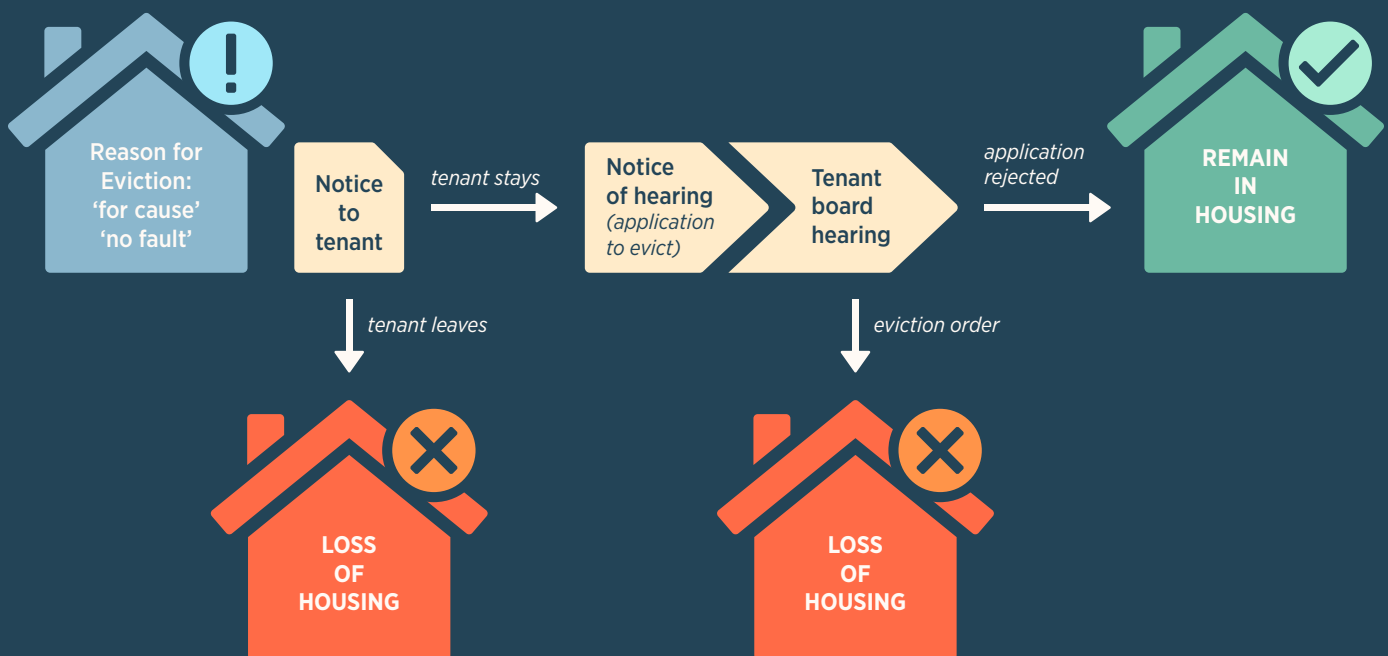 Reason for
Eviction:
‘for cause’
‘no fault’
Notice
to
tenant
tenant stays
Notice
of hearing
(application
to evict)
Tenant
board
hearing
application
rejected
REMAIN
IN
HOUSING
tenant leaves
eviction order
LOSS
OF
HOUSING
LOSS
OF
HOUSING